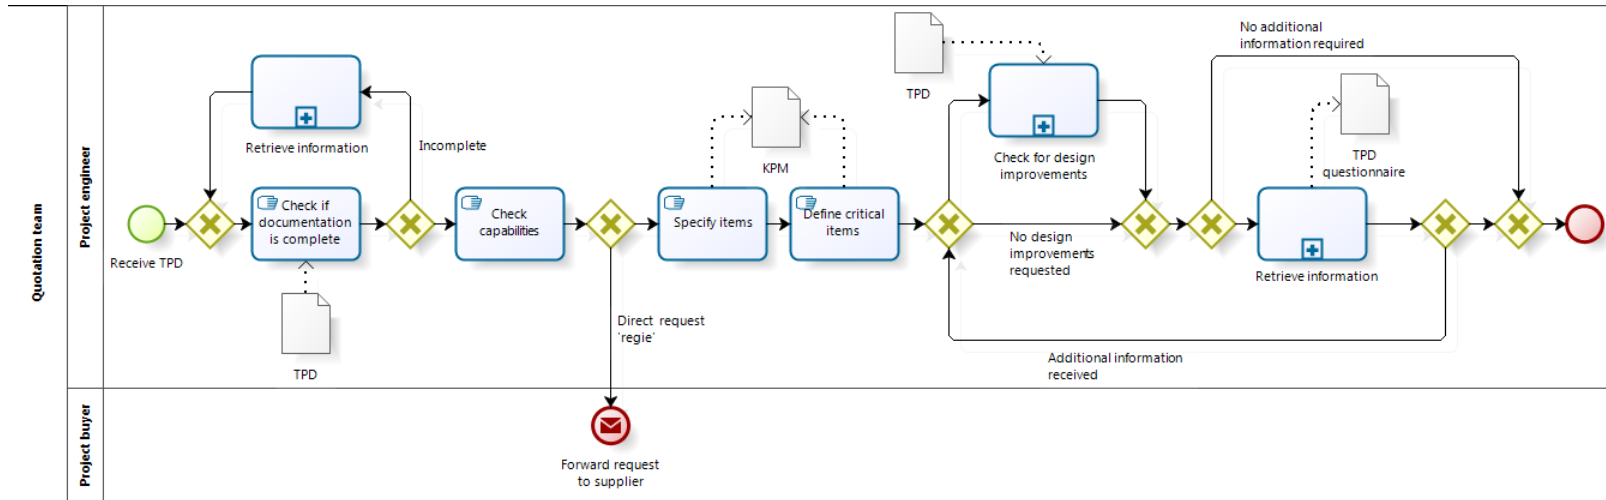 Quotation team
Project engineer
Project buyer
Receive TPD
Retrieve information
Incomplete
Check if
documentation
is complete
TPD
Check
capabilities
Direct request
'regie'
Forward request
to supplier
KPM
Specify items
Define critical
items
TPD
Check for design
improvements
No design
improvements
requested
Additional information
received
No additional
information required
TPD
questionnaire
Retrieve information